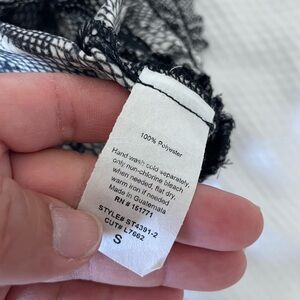 100% Polyester
Hand wash cold separately,
only non-chlorine bleach
when needed, flat dry,
warm iron if needed
Made in Guatemala
RN # 151771
STYLE# ST4391-2
CUT# L7662
S